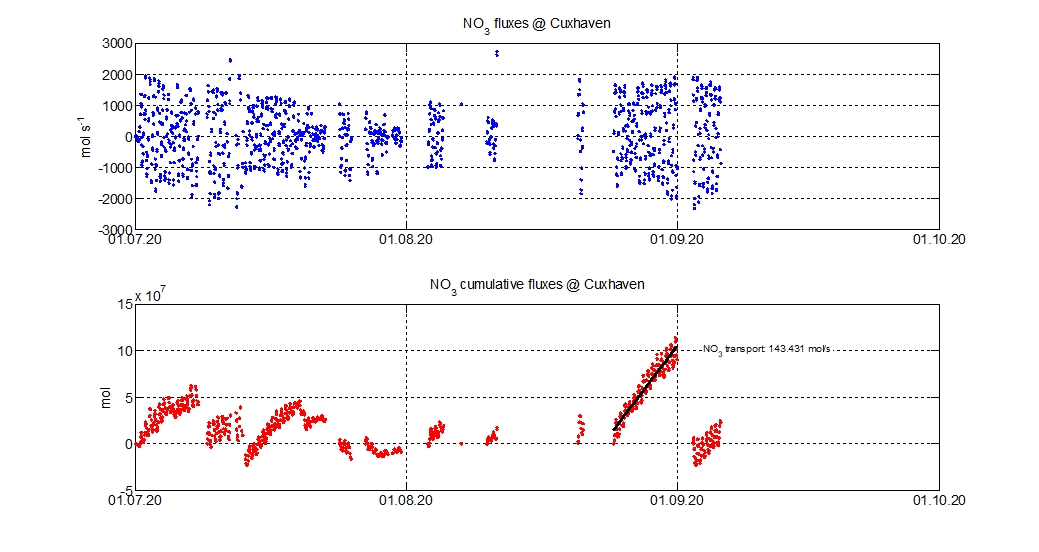 NO3 fluxes @ Cuxhaven
3000
2000
1000
0
-1000
-2000
-3000
mol s-1
01.07.20 01.08.20 01.09.20 01.10.20
NO3 cumulative fluxes @ Cuxhaven
x 10^7
15
10
5
0
-5
mol
NO3 transport: 143.431 mol/s
01.07.20 01.08.20 01.09.20 01.10.20